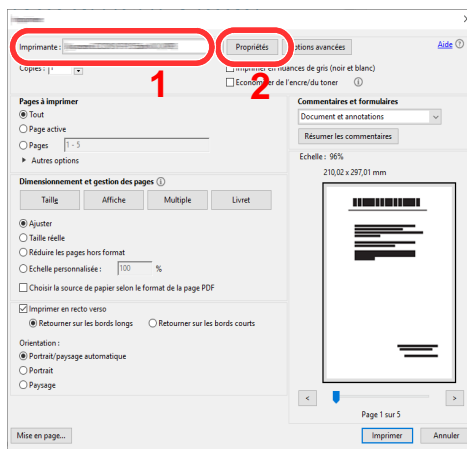 Imprimante :
Propriétés
options avancées
Aide
1
2
Copies : 1
Imprimer en nuances de gris (noir et blanc)
Economiser de l'encre/du toner
Pages à imprimer
Tout
Page active
Pages 1 - 5
Autres options
Commentaires et formulaires
Document et annotations
Résumer les commentaires
Echelle : 96%
210,02 x 297,01 mm
Dimensionnement et gestion des pages
Taille Affiche Multiple Livret
Ajuster
Taille réelle
Réduire les pages hors format
Echelle personnalisée : 100 %
Choisir la source de papier selon le format de la page PDF
Imprimer en recto verso
Retourner sur les bords longs Retourner sur les bords courts
Orientation :
Portrait/paysage automatique
Portrait
Paysage
< >
Page 1 sur 5
Mise en page... Imprimer Annuler